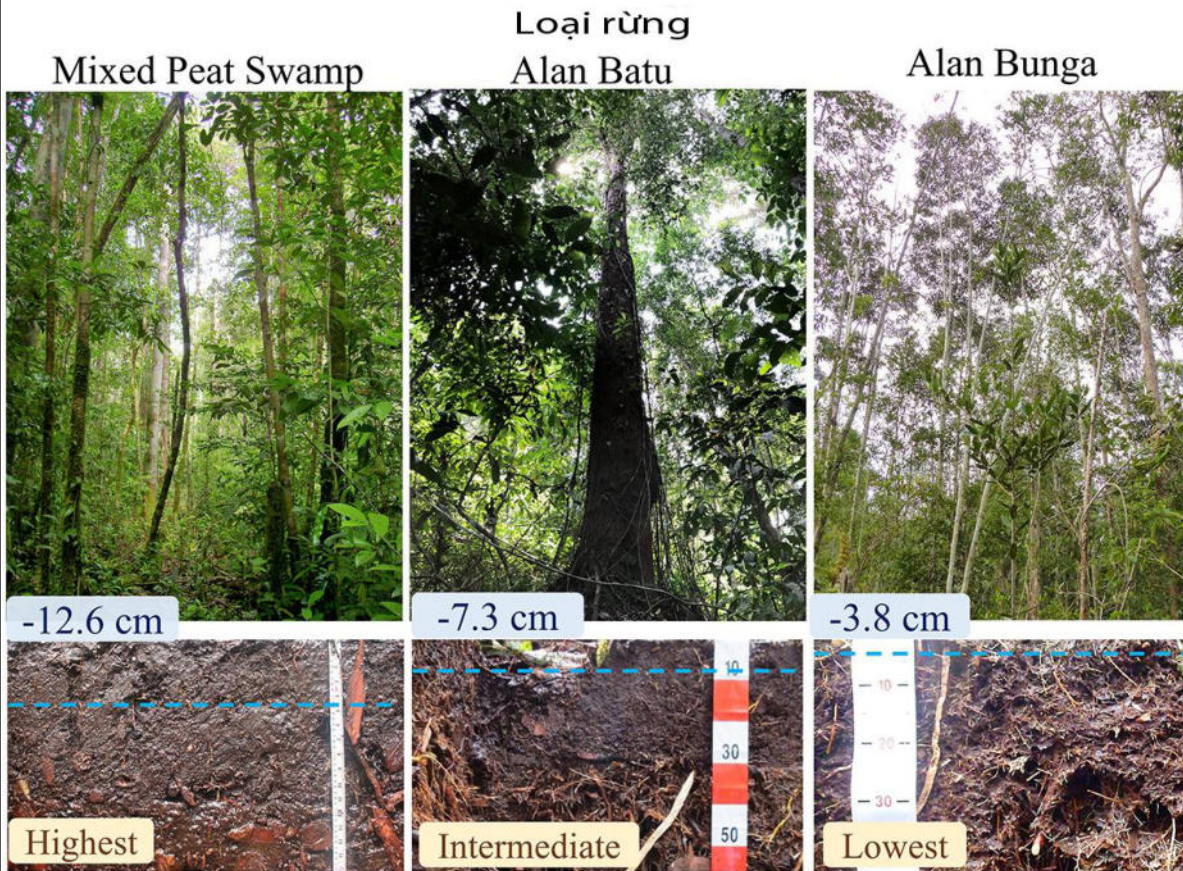 Loại rừng
Mixed Peat Swamp
Alan Batu
Alan Bunga
-12.6 cm
-7.3 cm
-3.8 cm
10
30
50
10
20
30
Highest
Intermediate
Lowest